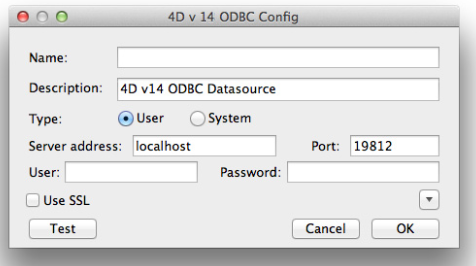 4D v 14 ODBC Config
Name:
Description: 4D v14 ODBC Datasource
Type: User System
Server address: localhost Port: 19812
User: Password:
Use SSL
Test Cancel OK